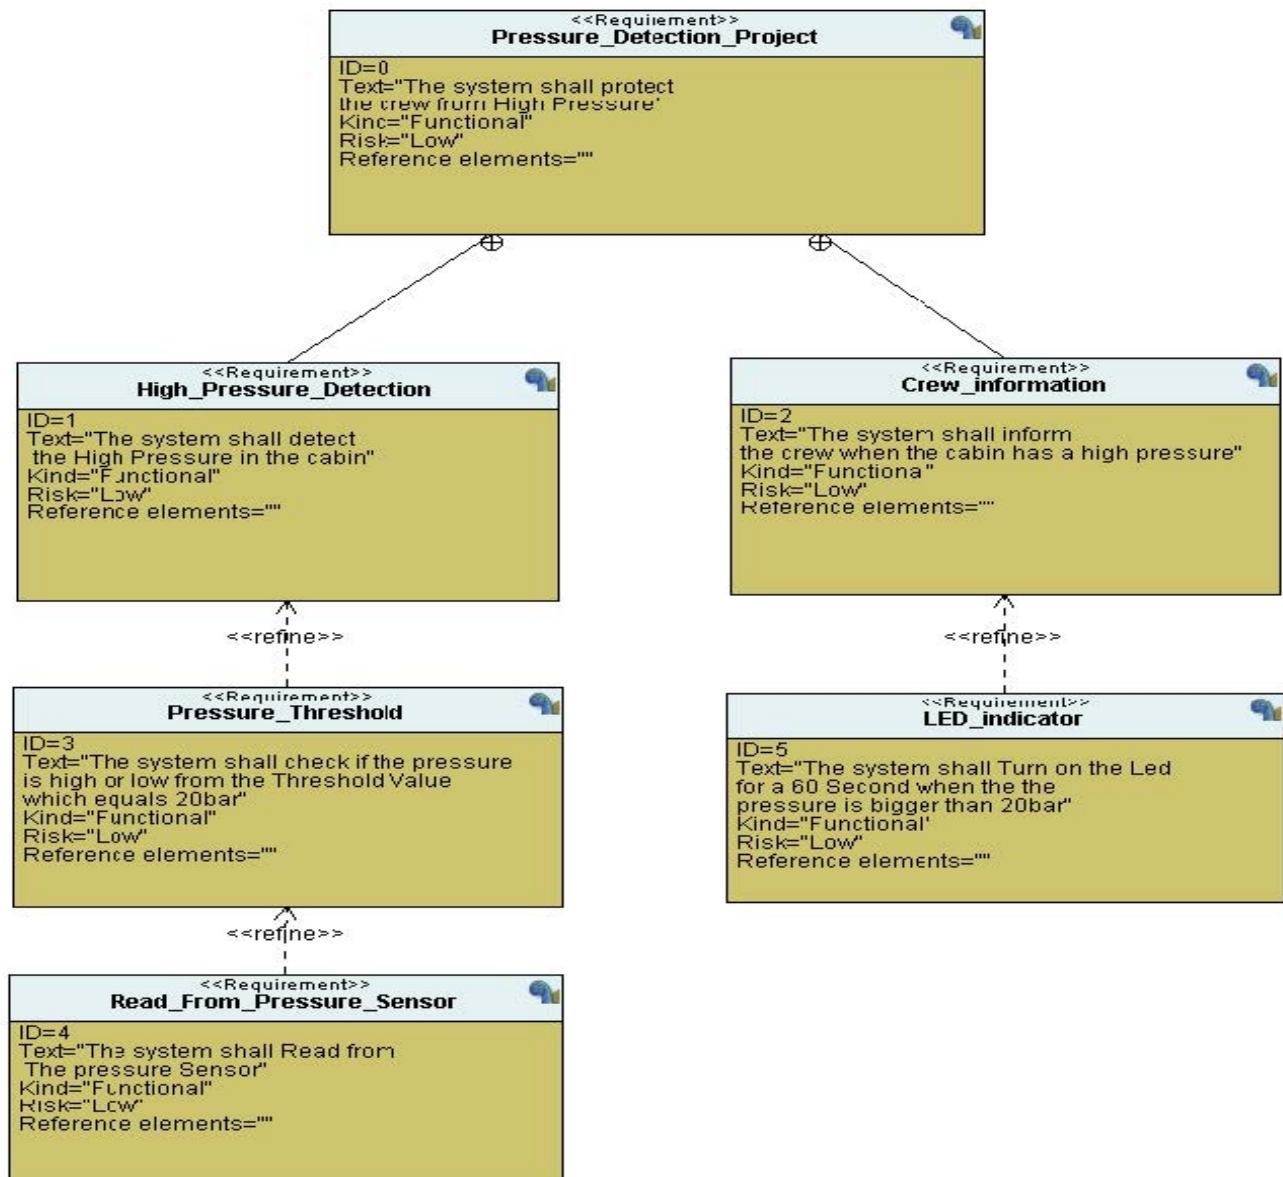 <<Requirement>>
Pressure_Detection_Project
ID=0
Text="The system shall protect
the crew from High Pressure"
Kind="Functional"
Risk="Low"
Reference elements=""
<<Requirement>>
High_Pressure_Detection
ID=1
Text="The system shall detect
the High Pressure in the cabin"
Kind="Functional"
Risk="Low"
Reference elements=""
<<Requirement>>
Crew_information
ID=2
Text="The system shall inform
the crew when the cabin has a high pressure"
Kind="Functional"
Risk="Low"
Reference elements=""
<<refine>>
<<refine>>
<<Requirement>>
Pressure_Threshold
ID=3
Text="The system shall check if the pressure
is high or low from the Threshold Value
which equals 20bar"
Kind="Functional"
Risk="Low"
Reference elements=""
<<Requirement>>
LED_indicator
ID=5
Text="The system shall Turn on the Led
for a 60 Second when the the
pressure is bigger than 20bar"
Kind="Functional"
Risk="Low"
Reference elements=""
<<refine>>
<<Requirement>>
Read_From_Pressure_Sensor
ID=4
Text="The system shall Read from
The pressure Sensor"
Kind="Functional"
Risk="Low"
Reference elements=""